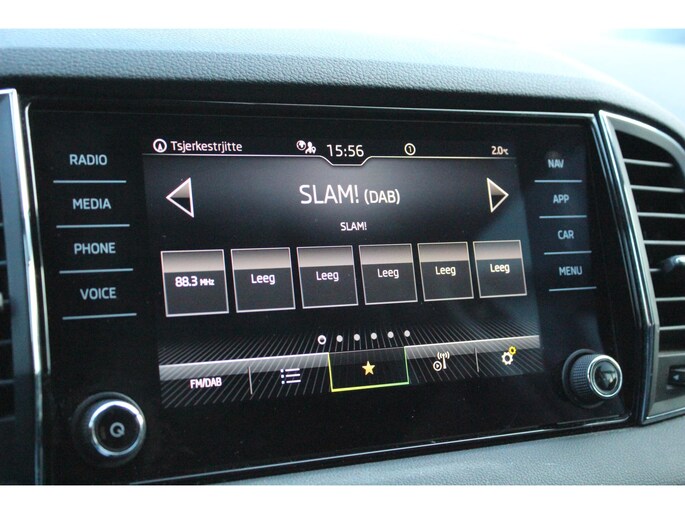 Tsjerkestrjitte 15:56 1 2.0°C
RADIO
MEDIA
PHONE
VOICE
SLAM! (DAB)
SLAM!
88.3 MHz Leeg Leeg Leeg Leeg Leeg
FM/DAB
NAV
APP
CAR
MENU